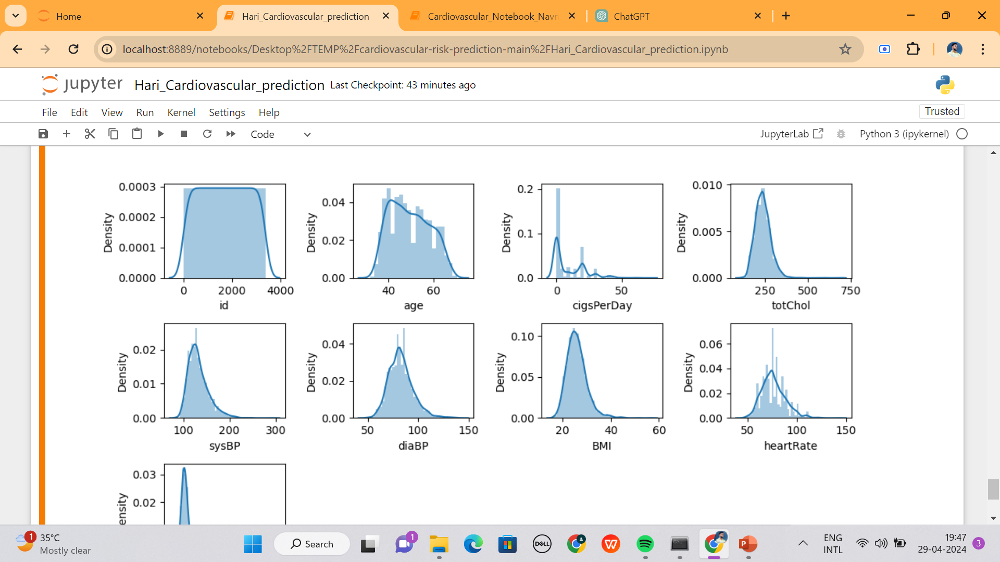 Home
Hari_Cardiovascular_prediction
Cardiovascular_Notebook_Navn
ChatGPT
localhost:8889/notebooks/Desktop%2FTEMP%2Fcardiovascular-risk-prediction-main%2FHari_Cardiovascular_prediction.ipynb
jupyter Hari_Cardiovascular_prediction Last Checkpoint: 43 minutes ago
File Edit View Run Kernel Settings Help Trusted
Code JupyterLab Python 3 (ipykernel)
0.0003
0.0002
0.0001
0.0000
Density
0 2000 4000
id
0.04
0.02
0.00
Density
40 60
age
0.2
0.1
0.0
Density
0 50
cigsPerDay
0.010
0.005
0.000
Density
250 500 750
totChol
0.02
0.01
0.00
Density
100 200 300
sysBP
0.04
0.02
0.00
Density
50 100 150
diaBP
0.10
0.05
0.00
Density
20 40 60
BMI
0.06
0.04
0.02
0.00
Density
50 100 150
heartRate
0.03
0.02
ensity
1
35°C
Mostly clear
Search
1
DELL
ENG
INTL
19:47
29-04-2024
3